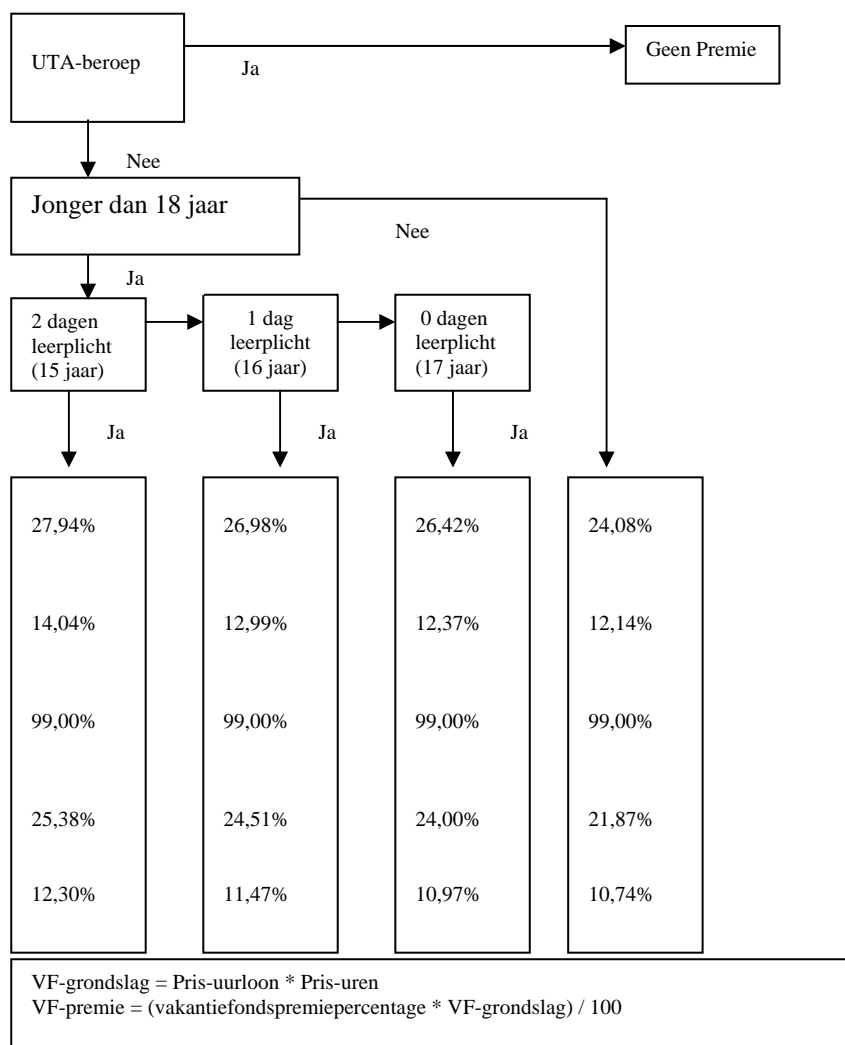 UTA-beroep
Ja
Geen Premie
Nee
Jonger dan 18 jaar
Nee
Ja
2 dagen
leerplicht
(15 jaar)
1 dag
leerplicht
(16 jaar)
0 dagen
leerplicht
(17 jaar)
Ja
Ja
Ja
27,94%
26,98%
26,42%
24,08%
14,04%
12,99%
12,37%
12,14%
99,00%
99,00%
99,00%
99,00%
25,38%
24,51%
24,00%
21,87%
12,30%
11,47%
10,97%
10,74%
VF-grondslag = Pris-uurloon * Pris-uren
VF-premie = (vakantiefondspremiepercentage * VF-grondslag) / 100